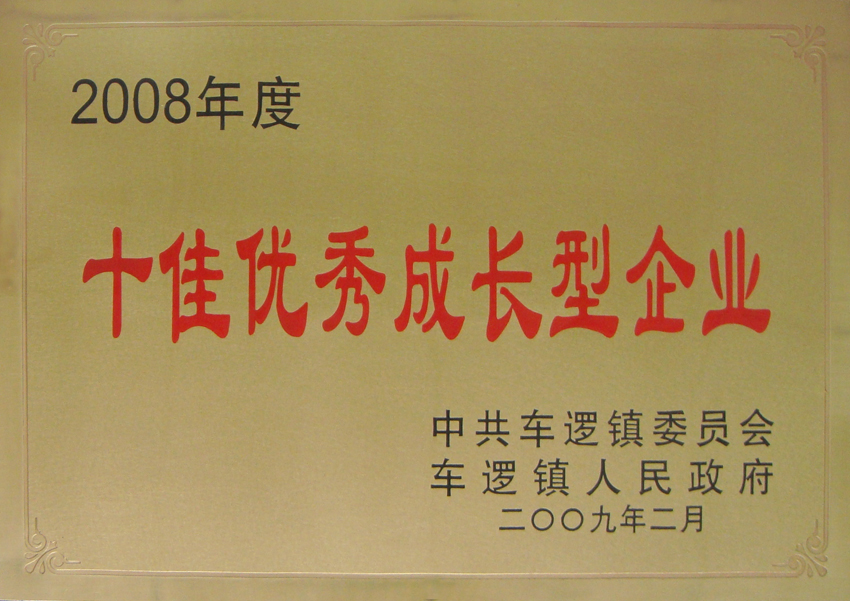 2008年度
十佳优秀成长型企业
中共车逻镇委员会
车逻镇人民政府
二〇〇九年二月